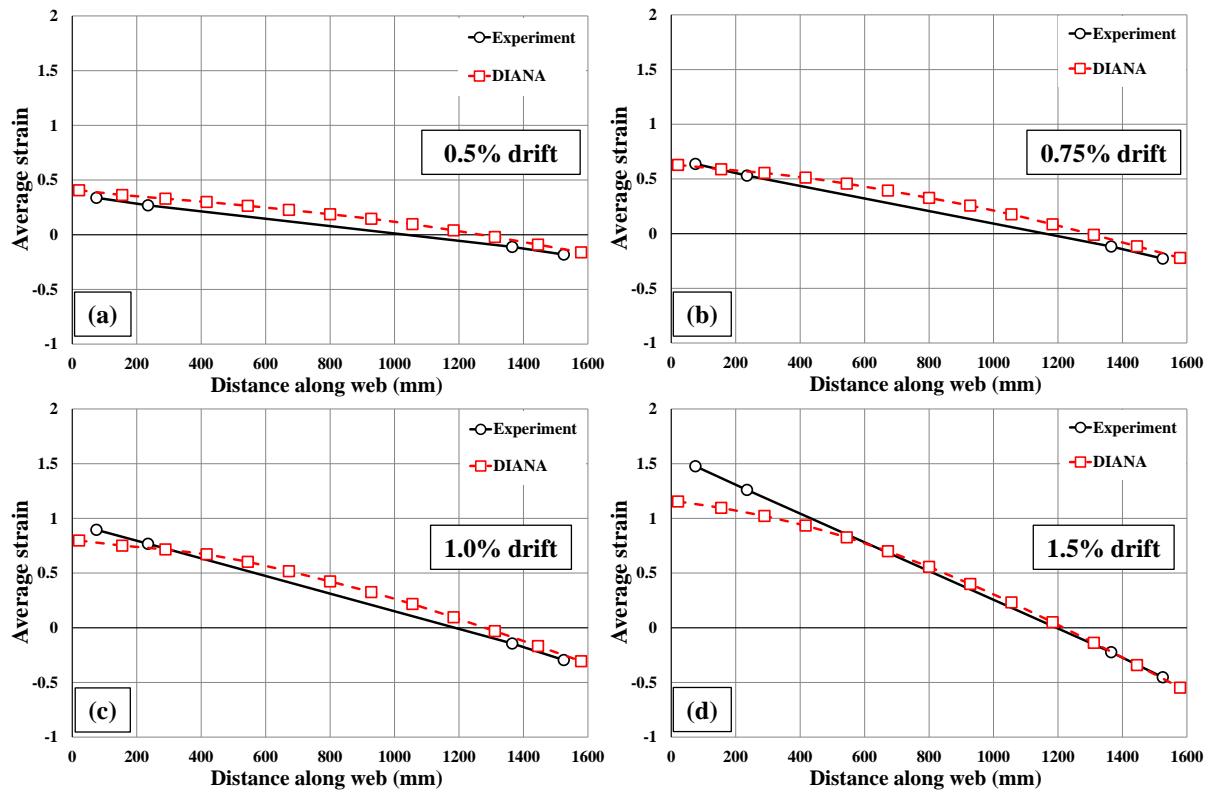 2
1.5
1
0.5
0
-0.5
-1
Average strain
Experiment
DIANA
0.5% drift
(a)
0 200 400 600 800 1000 1200 1400 1600
Distance along web (mm)
2
1.5
1
0.5
0
-0.5
-1
Average strain
Experiment
DIANA
0.75% drift
(b)
0 200 400 600 800 1000 1200 1400 1600
Distance along web (mm)
2
1.5
1
0.5
0
-0.5
-1
Average strain
Experiment
DIANA
1.0% drift
(c)
0 200 400 600 800 1000 1200 1400 1600
Distance along web (mm)
2
1.5
1
0.5
0
-0.5
-1
Average strain
Experiment
DIANA
1.5% drift
(d)
0 200 400 600 800 1000 1200 1400 1600
Distance along web (mm)